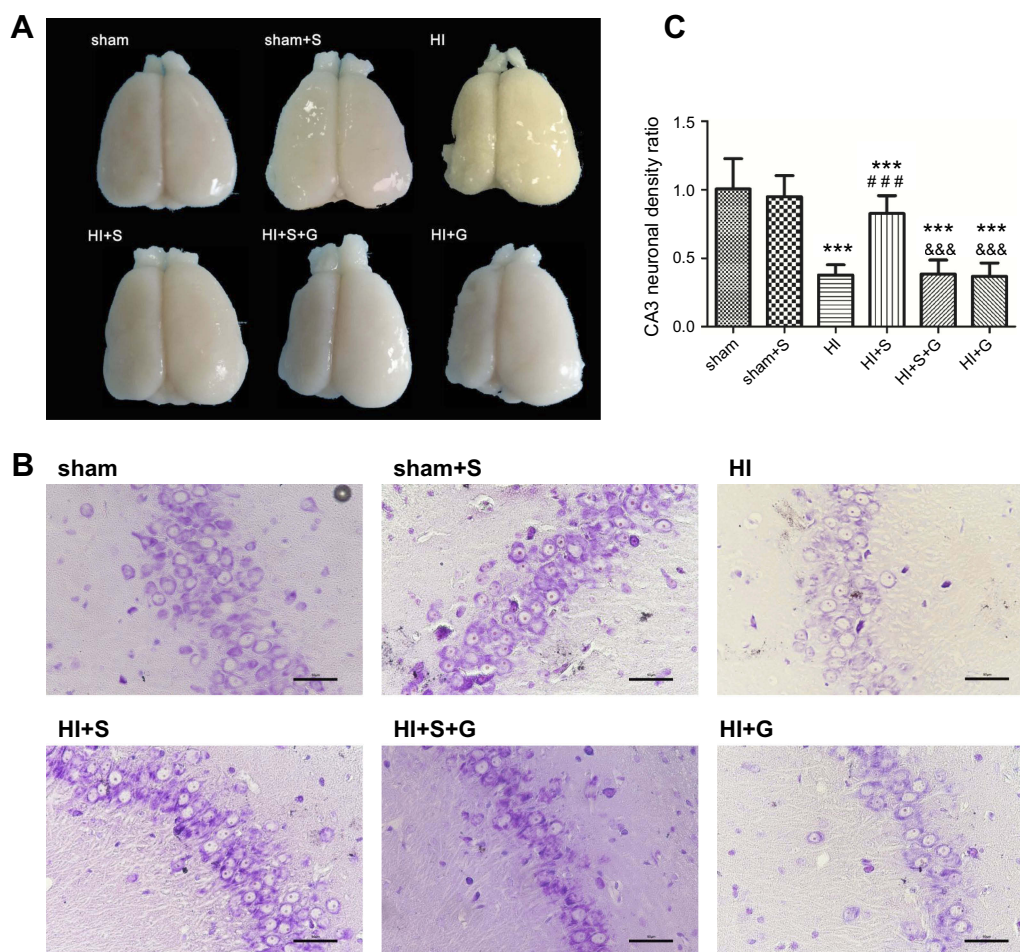 A
sham
sham+S
HI
HI+S
HI+S+G
HI+G
C
CA3 neuronal density ratio
1.5
1.0
0.5
0.0
***
***
###
***
&&&
***
&&&
sham
sham+S
HI
HI+S
HI+S+G
HI+G
B
sham
sham+S
HI
HI+S
HI+S+G
HI+G